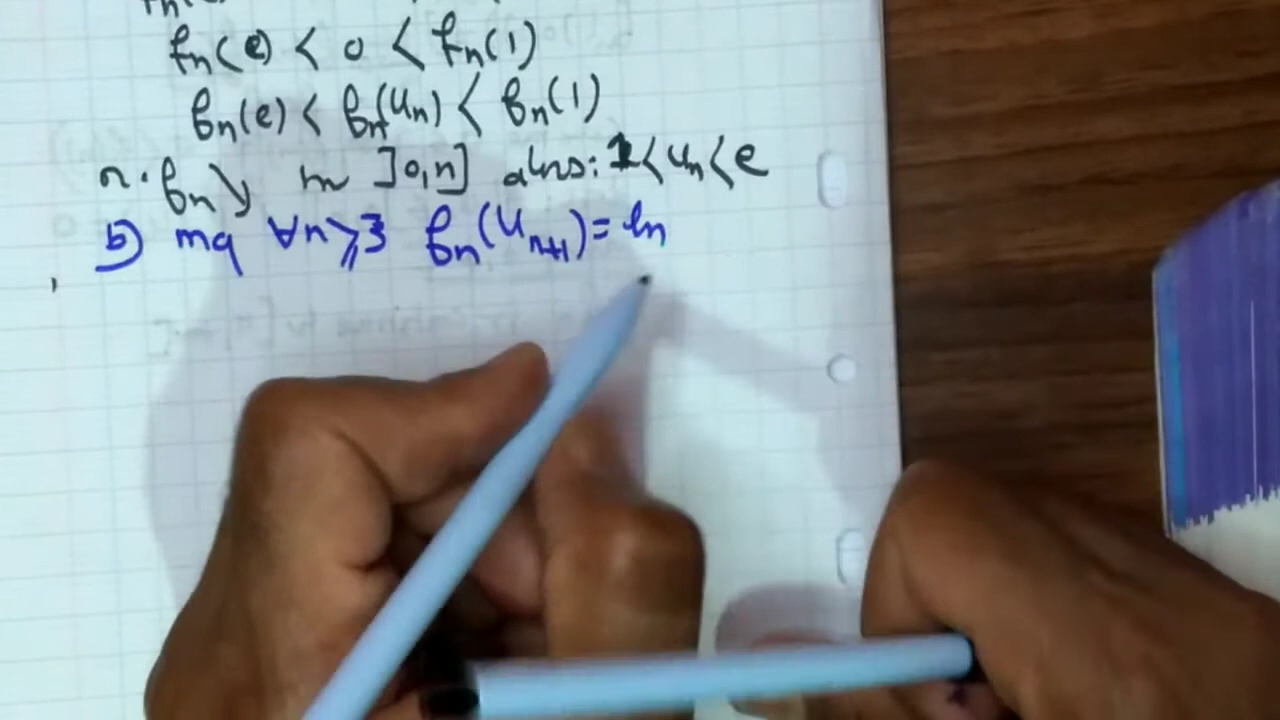 fn(e) < 0 < fn(1)
fn(e) < fn(un) < fn(1)
fn ↘ ]0,n] alors: 1 < un < e
b) mq ∀n⩾3 fn(Un+1) = ln